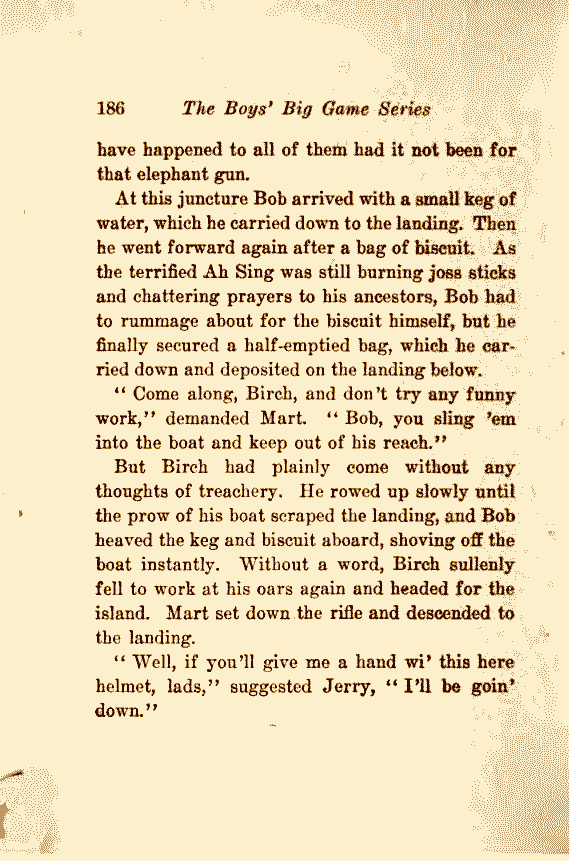 186 The Boys' Big Game Series
have happened to all of them had it not been for
that elephant gun.
At this juncture Bob arrived with a small keg of
water, which he carried down to the landing. Then
he went forward again after a bag of biscuit. As
the terrified Ah Sing was still burning joss sticks
and chattering prayers to his ancestors, Bob had
to rummage about for the biscuit himself, but he
finally secured a half-emptied bag, which he car-
ried down and deposited on the landing below.
"Come along, Birch, and don't try any funny
work," demanded Mart. "Bob, you sling 'em
into the boat and keep out of his reach."
But Birch had plainly come without any
thoughts of treachery. He rowed up slowly until
the prow of his boat scraped the landing, and Bob
heaved the keg and biscuit aboard, shoving off the
boat instantly. Without a word, Birch sullenly
fell to work at his oars again and headed for the
island. Mart set down the rifle and descended to
the landing.
"Well, if you'll give me a hand wi' this here
helmet, lads," suggested Jerry, "I'll be goin'
down."